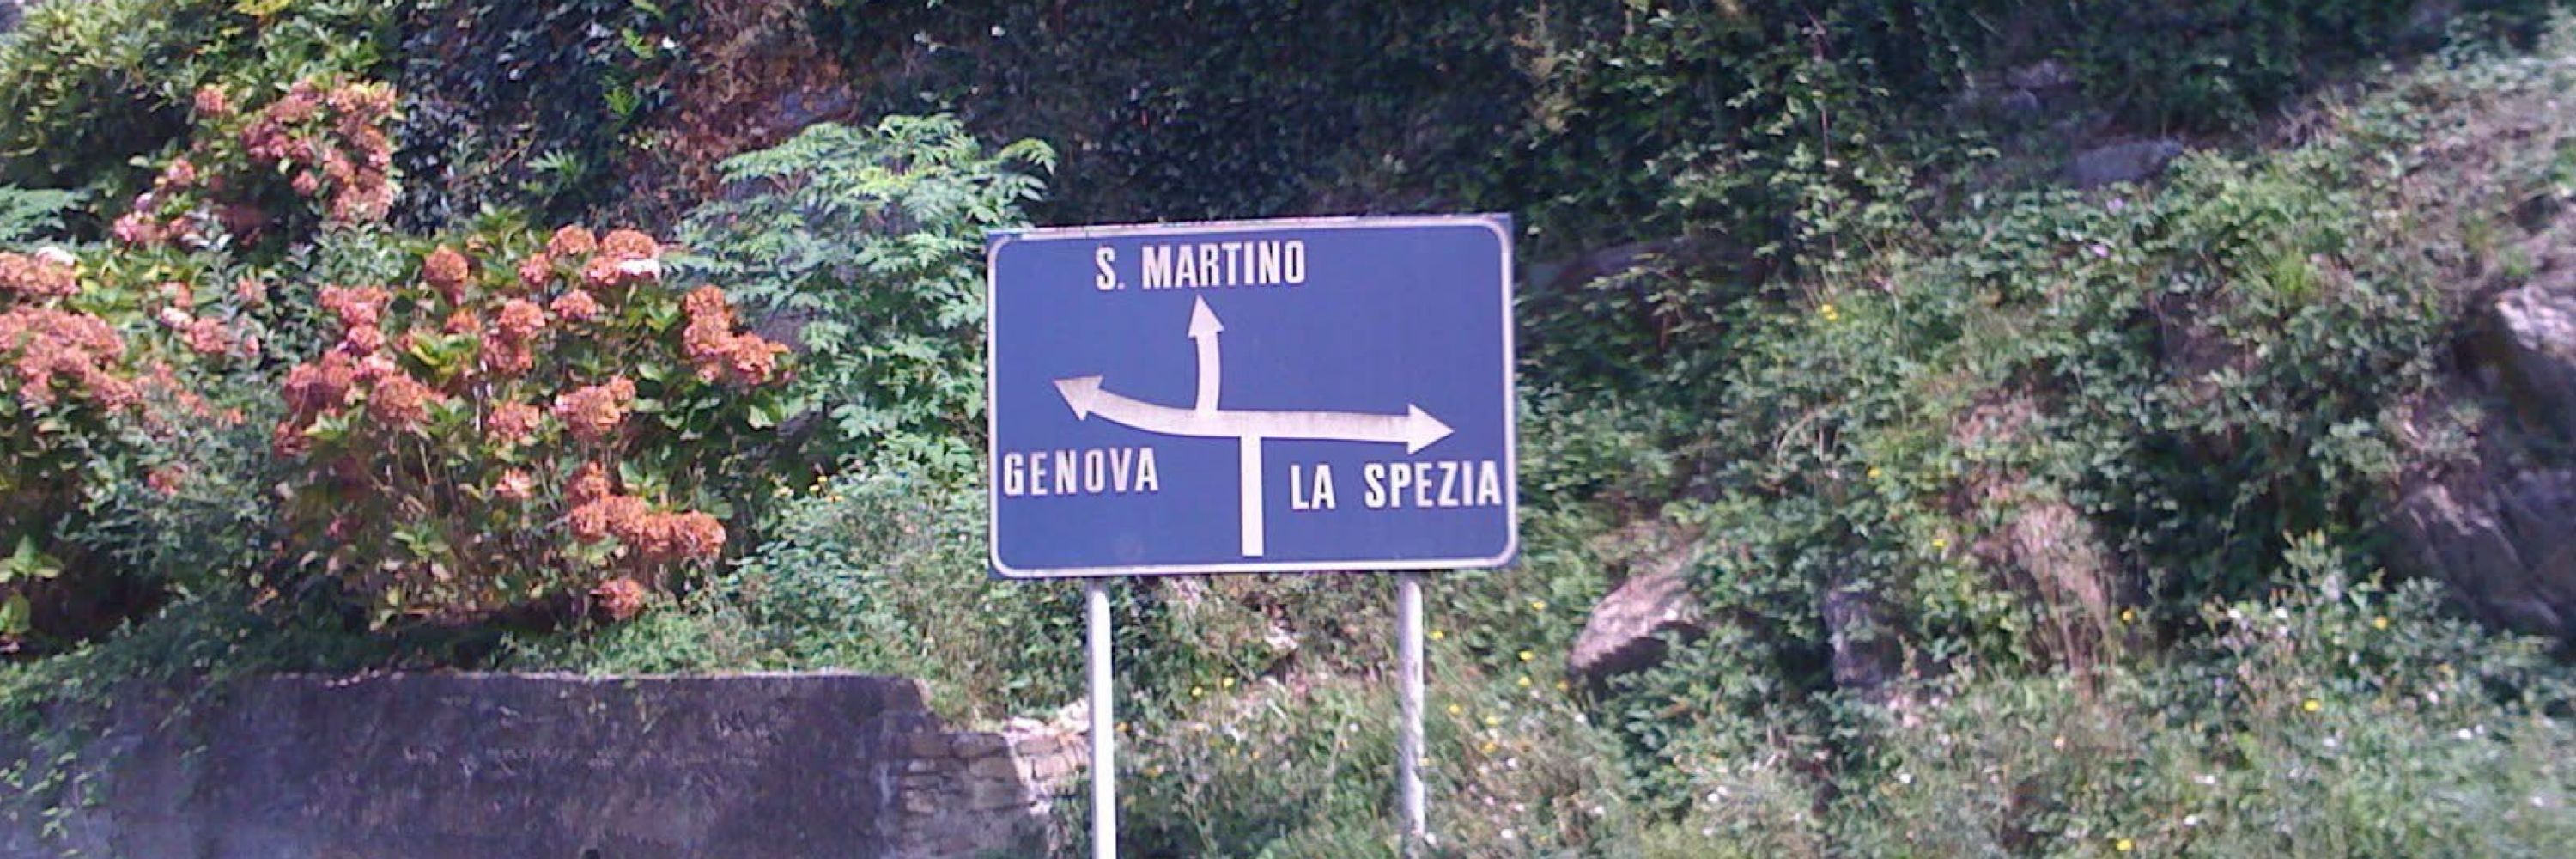 S. MARTINO
GENOVA
LA SPEZIA